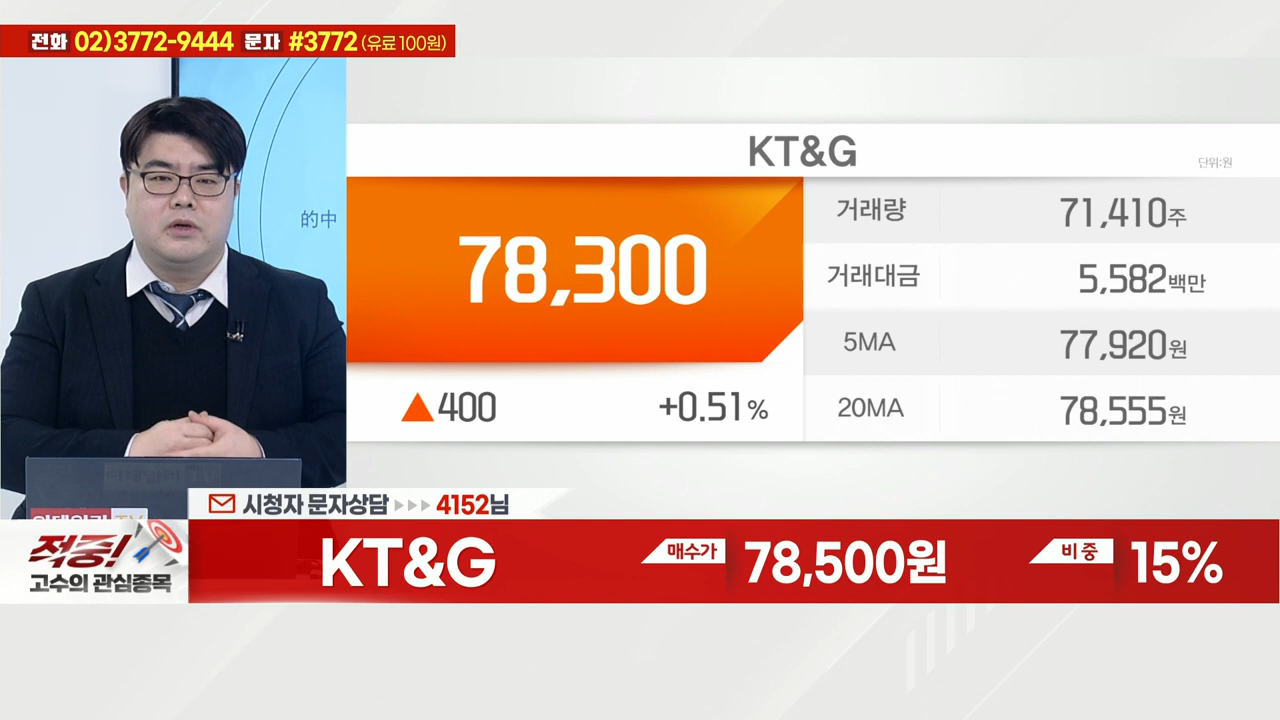 전화 02)3772-9444 문자 #3772 (유료 100원)
的中
KT&G
단위:원
78,300
▲400 +0.51%
거래량 71,410주
거래대금 5,582백만
5MA 77,920원
20MA 78,555원
시청자 문자상담 ▶▶▶ 4152님
적중!
고수의 관심종목
KT&G 매수가 78,500원 비중 15%